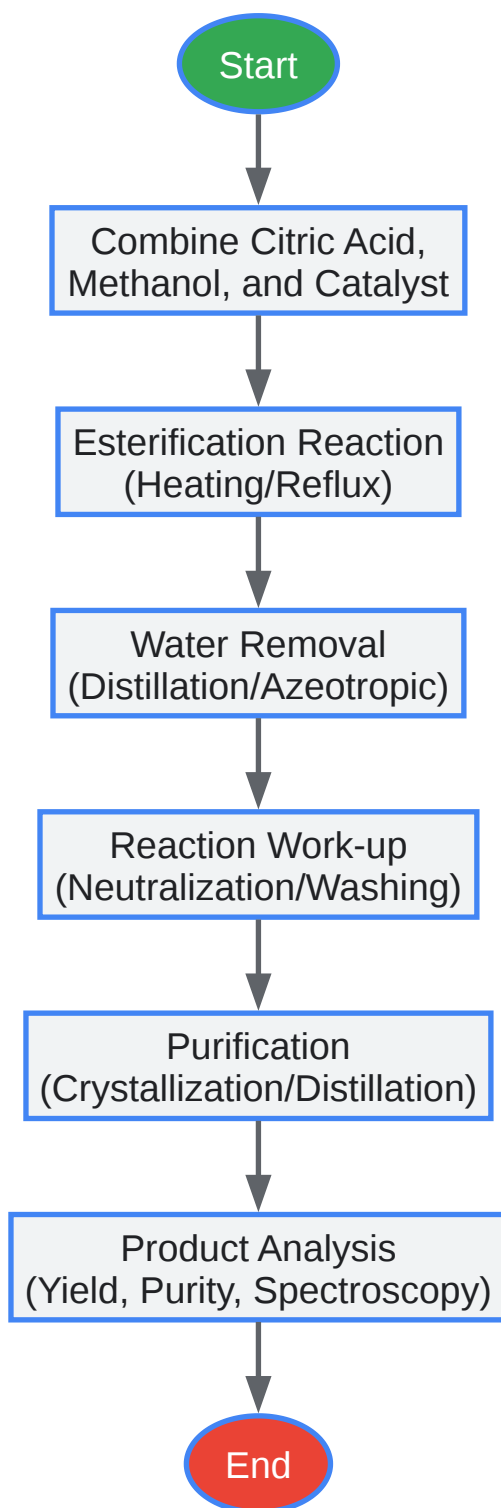 Start
Combine Citric Acid,
Methanol, and Catalyst
Esterification Reaction
(Heating/Reflux)
Water Removal
(Distillation/Azeotropic)
Reaction Work-up
(Neutralization/Washing)
Purification
(Crystallization/Distillation)
Product Analysis
(Yield, Purity, Spectroscopy)
End